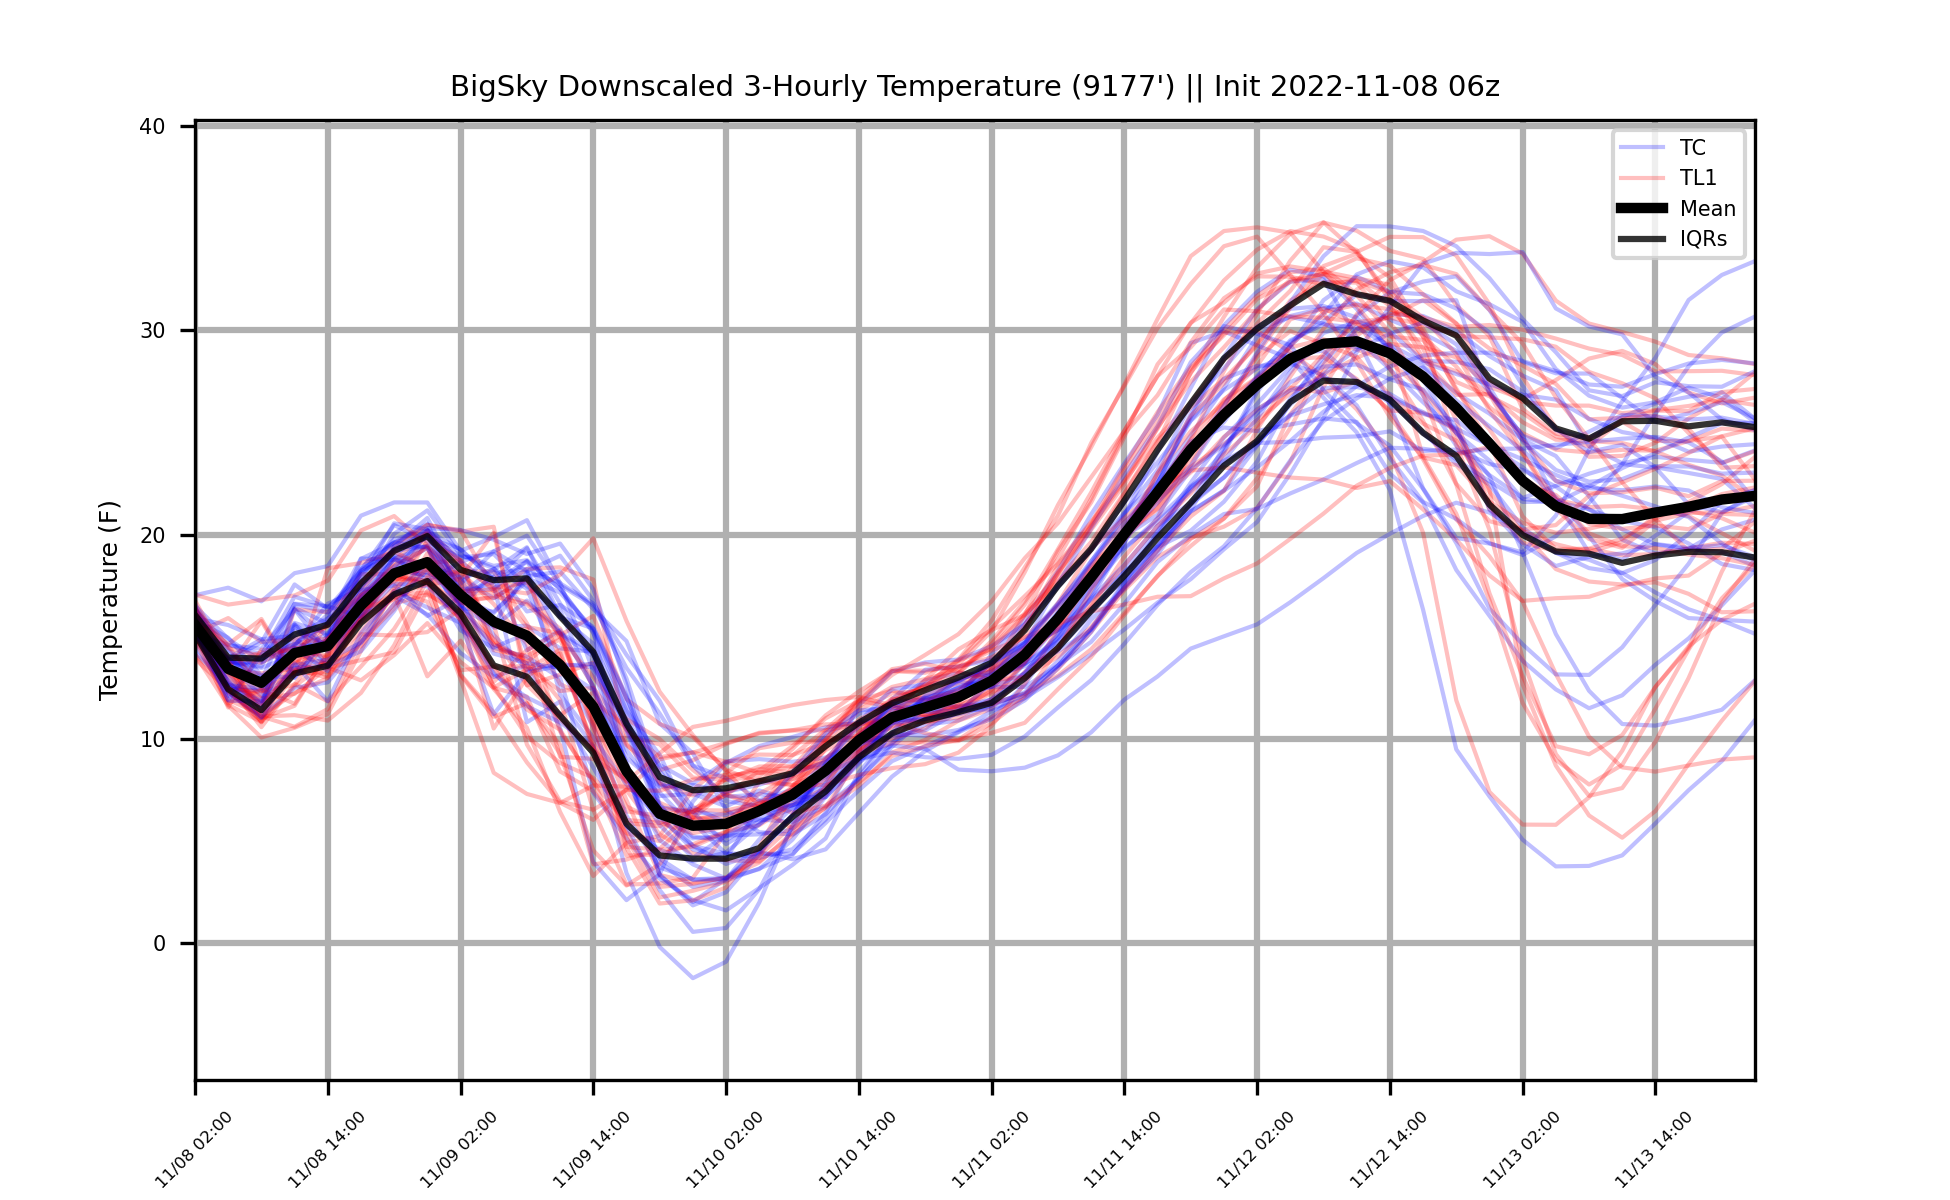 BigSky Downscaled 3-Hourly Temperature (9177') || Init 2022-11-08 06z
TC
TL1
Mean
IQRs
Temperature (F)
40
30
20
10
0
11/08 02:00
11/08 14:00
11/09 02:00
11/09 14:00
11/10 02:00
11/10 14:00
11/11 02:00
11/11 14:00
11/12 02:00
11/12 14:00
11/13 02:00
11/13 14:00